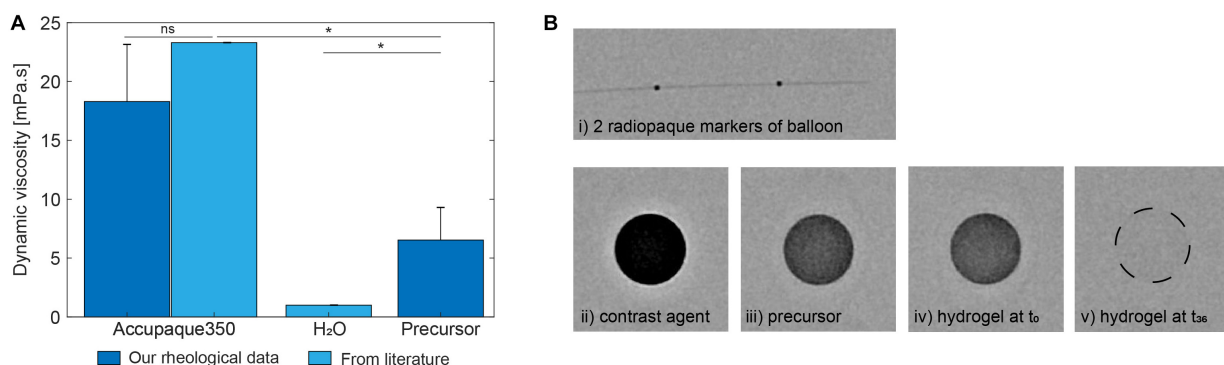 A
Dynamic viscosity [mPa.s]
25
20
15
10
5
0
ns
*
*
Accupaque350
H₂O
Precursor
Our rheological data
From literature
B
i) 2 radiopaque markers of balloon
ii) contrast agent
iii) precursor
iv) hydrogel at t₀
v) hydrogel at t₃₆